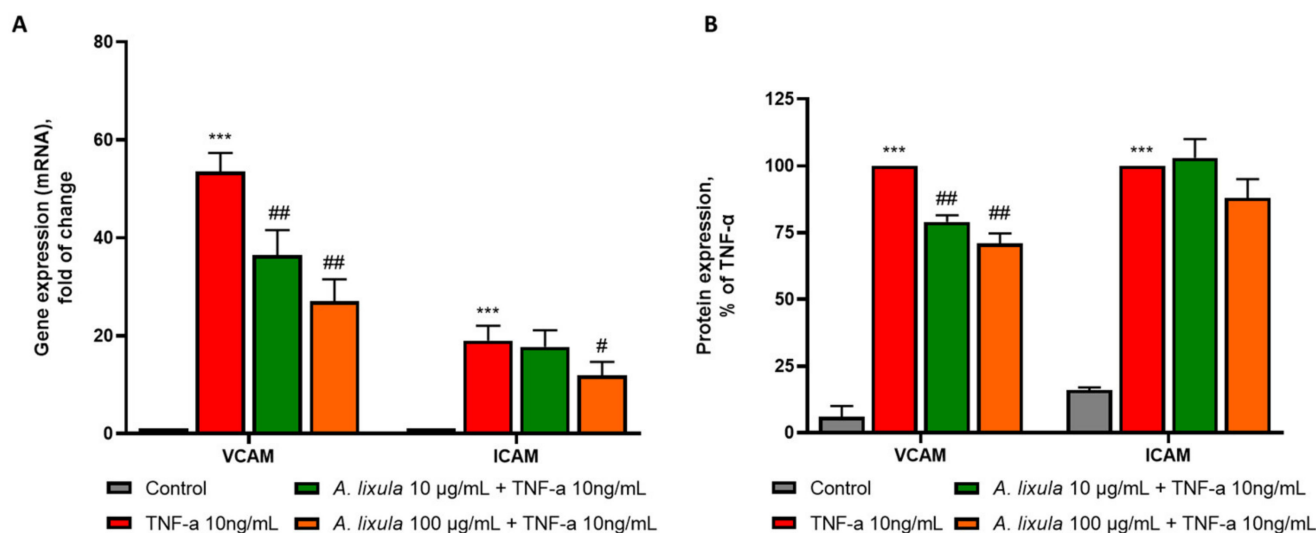 A
Gene expression (mRNA),
fold of change
80
60
40
20
0
***
##
##
***
#
VCAM
ICAM
Control
A. lixula 10 µg/mL + TNF-a 10ng/mL
TNF-a 10ng/mL
A. lixula 100 µg/mL + TNF-a 10ng/mL
B
Protein expression,
% of TNF-α
125
100
75
50
25
0
***
##
##
***
VCAM
ICAM
Control
A. lixula 10 µg/mL + TNF-a 10ng/mL
TNF-a 10ng/mL
A. lixula 100 µg/mL + TNF-a 10ng/mL